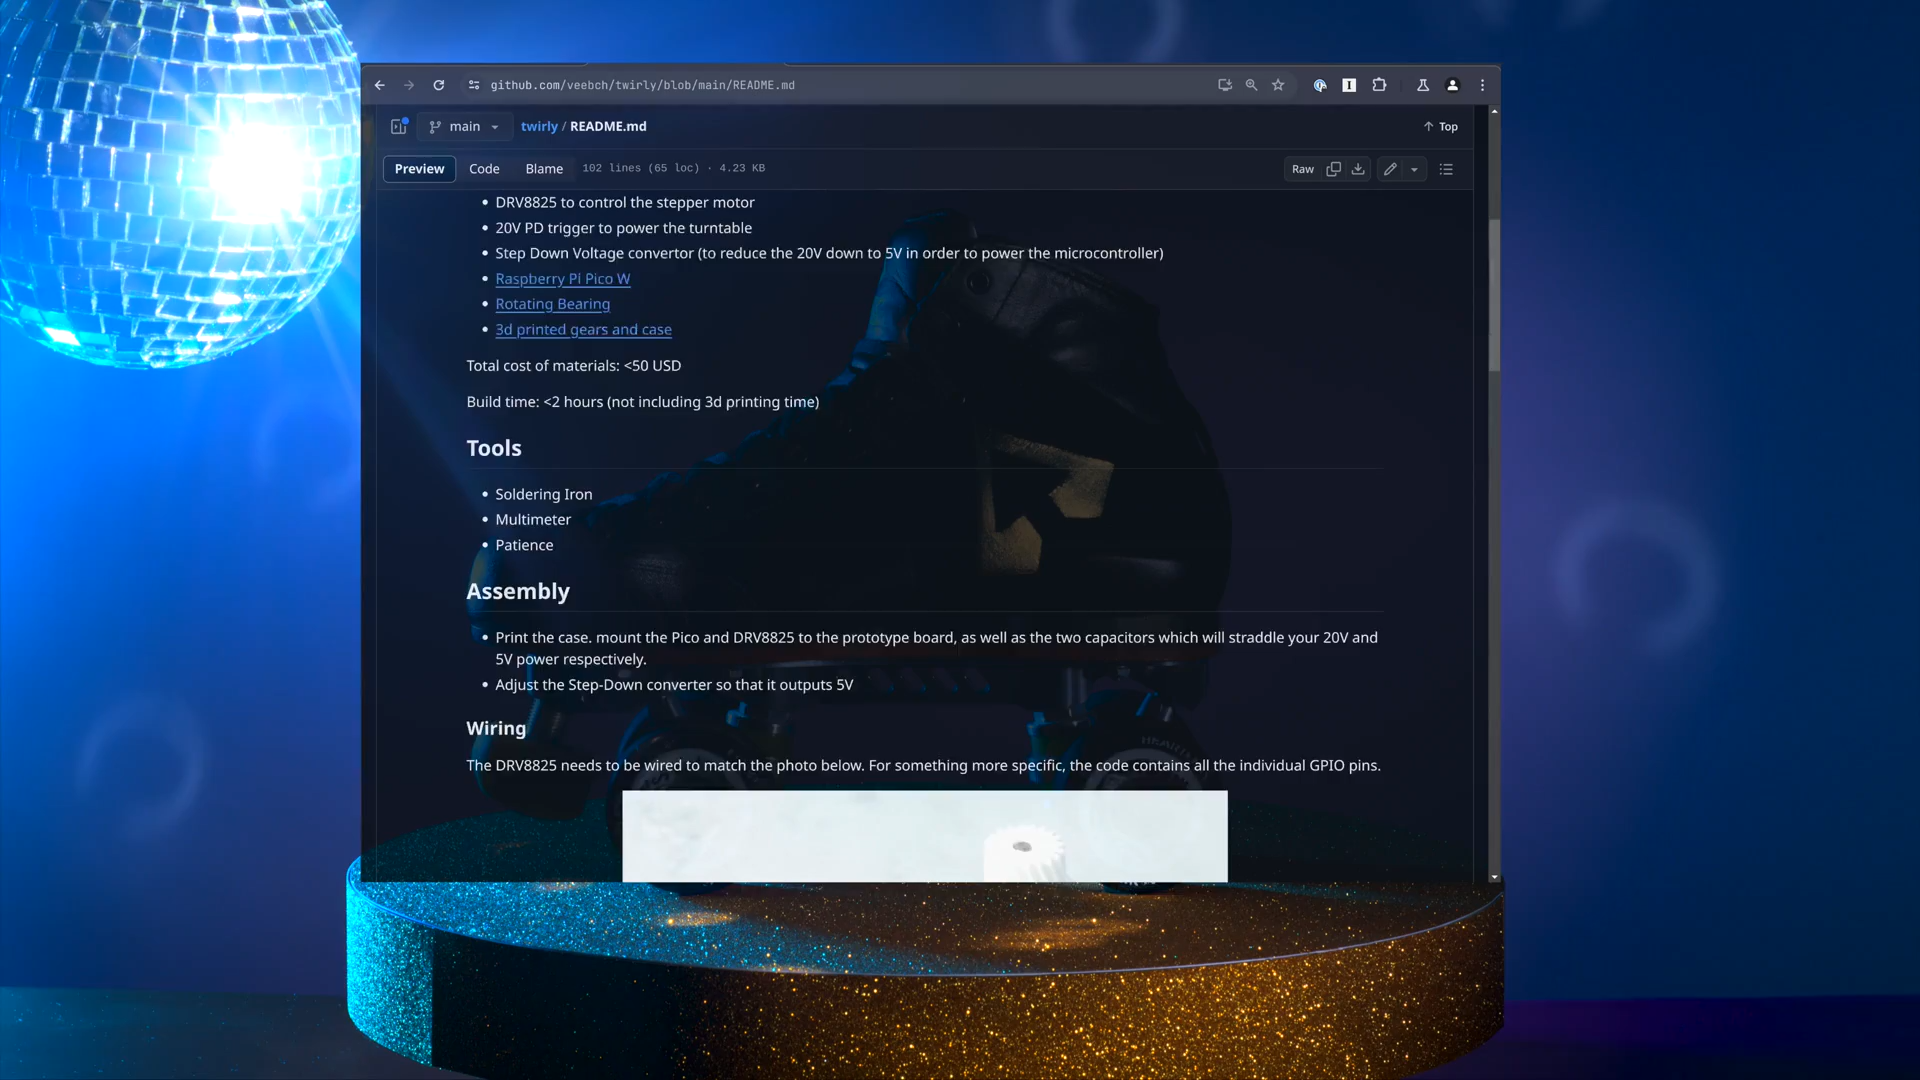 github.com/veebch/twirly/blob/main/README.md
main
twirly / README.md
Top
Preview
Code
Blame
102 lines (65 loc) · 4.23 KB
Raw
DRV8825 to control the stepper motor
20V PD trigger to power the turntable
Step Down Voltage convertor (to reduce the 20V down to 5V in order to power the microcontroller)
Raspberry Pi Pico W
Rotating Bearing
3d printed gears and case
Total cost of materials: <50 USD
Build time: <2 hours (not including 3d printing time)
Tools
Soldering Iron
Multimeter
Patience
Assembly
Print the case. mount the Pico and DRV8825 to the prototype board, as well as the two capacitors which will straddle your 20V and
5V power respectively.
Adjust the Step-Down converter so that it outputs 5V
Wiring
The DRV8825 needs to be wired to match the photo below. For something more specific, the code contains all the individual GPIO pins.